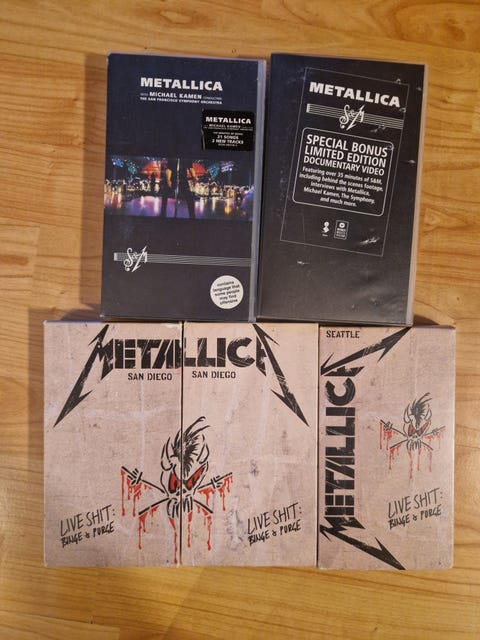 METALLICA
WITH MICHAEL KAMEN CONDUCTING
THE SAN FRANCISCO SYMPHONY ORCHESTRA
METALLICA
MICHAEL KAMEN
21 SONGS
2 NEW TRACKS
S&M
contains
language that
some people
may find
offensive
METALLICA
S&M
SPECIAL BONUS
LIMITED EDITION
DOCUMENTARY VIDEO
Featuring over 35 minutes of S&M,
including behind the scenes footage,
Interviews with Metallica,
Michael Kamen, The Symphony,
and much more.
METALLICA
SAN DIEGO SAN DIEGO
LIVE SHIT:
BINGE & PURGE
LIVE SHIT:
BINGE & PURGE
SEATTLE
METALLICA
LIVE SHIT:
BINGE & PURGE